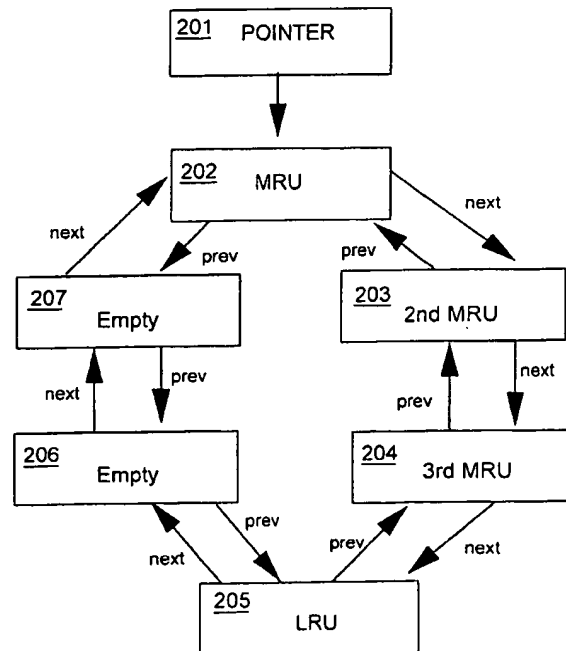 201 POINTER
202 MRU
next
next
prev
prev
207 Empty
203 2nd MRU
next
prev
prev
next
206 Empty
204 3rd MRU
next
prev
prev
next
205 LRU